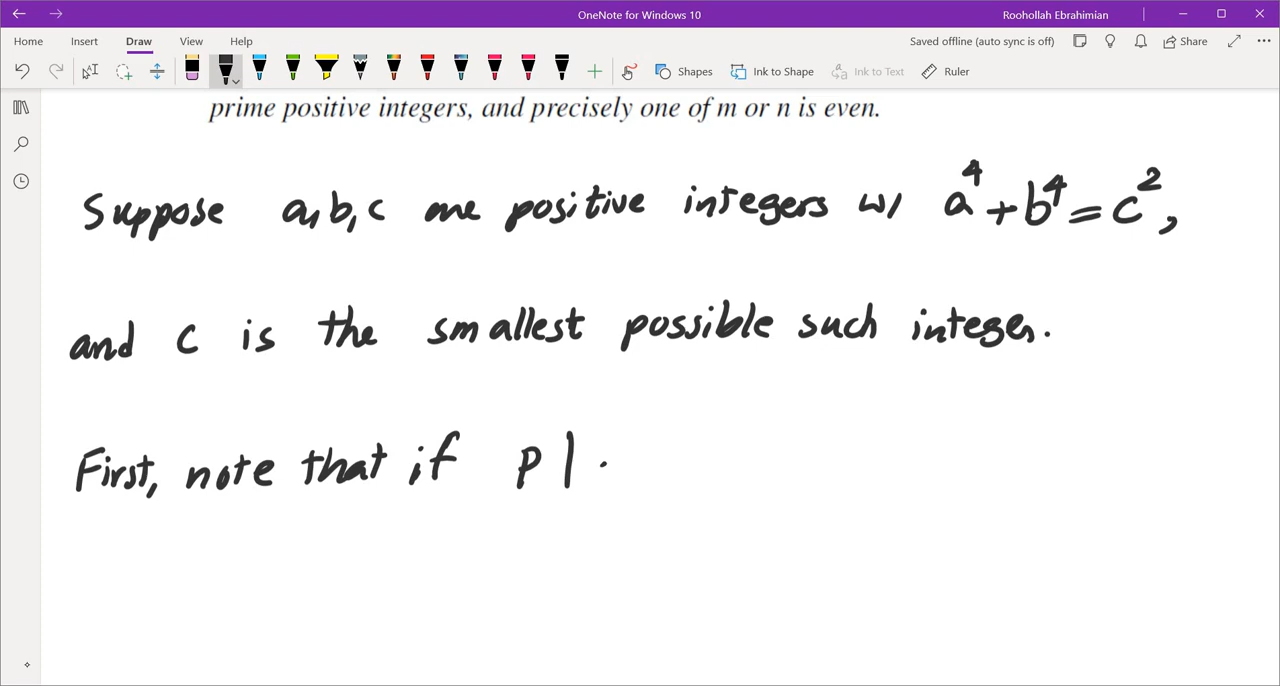 OneNote for Windows 10
Roohollah Ebrahimian
Home Insert Draw View Help
Saved offline (auto sync is off) Share
Shapes Ink to Shape Ink to Text Ruler
prime positive integers, and precisely one of m or n is even.
Suppose a, b, c are positive integers w/ a⁴ + b⁴ = c²,
and c is the smallest possible such integer.
First, note that if p | .